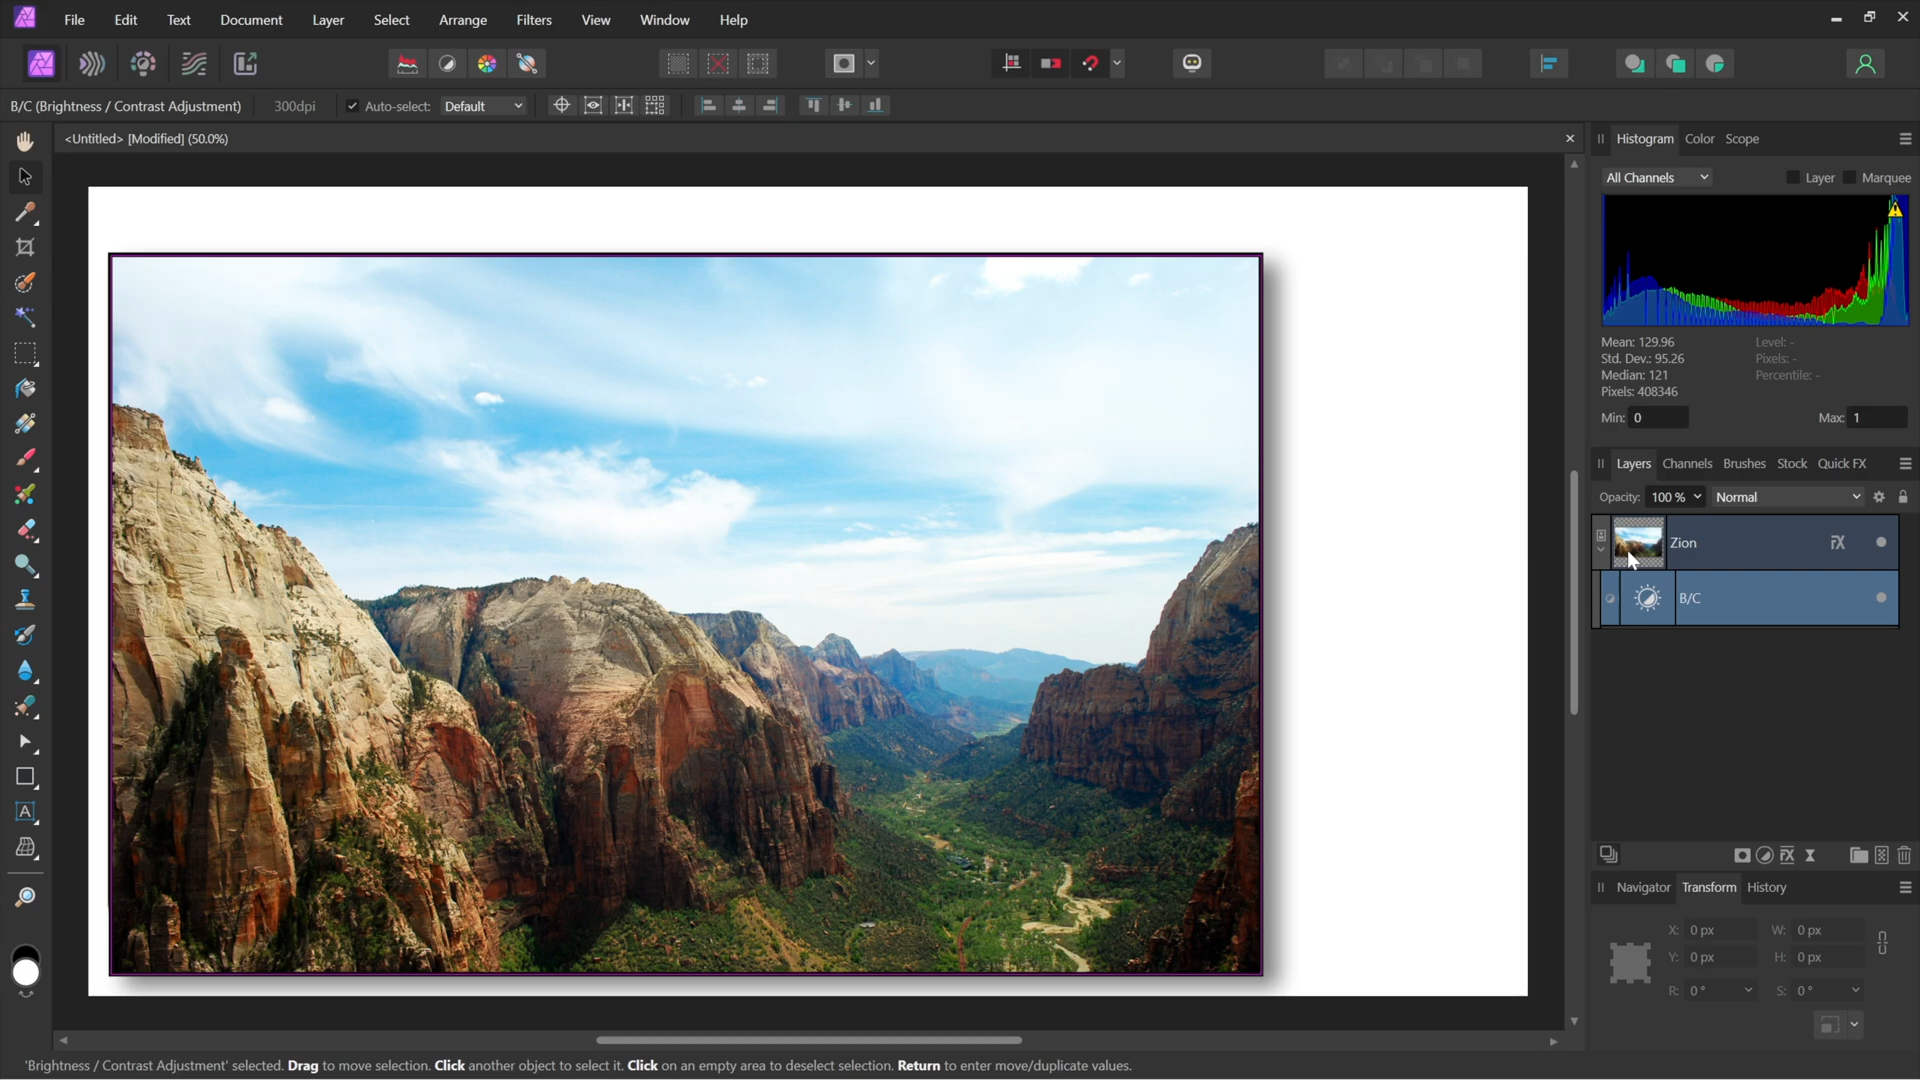 File Edit Text Document Layer Select Arrange Filters View Window Help
B/C (Brightness / Contrast Adjustment) 300dpi Auto-select: Default
<Untitled> [Modified] (50.0%)
Histogram Color Scope
All Channels Layer Marquee
Mean: 129.96 Level: -
Std. Dev.: 95.26 Pixels: -
Median: 121 Percentile: -
Pixels: 408346
Min: 0 Max: 1
Layers Channels Brushes Stock Quick FX
Opacity: 100 % Normal
Zion FX
B/C
Navigator Transform History
X: 0 px W: 0 px
Y: 0 px H: 0 px
R: 0 ° S: 0 °
'Brightness / Contrast Adjustment' selected. Drag to move selection. Click another object to select it. Click on an empty area to deselect selection. Return to enter move/duplicate values.